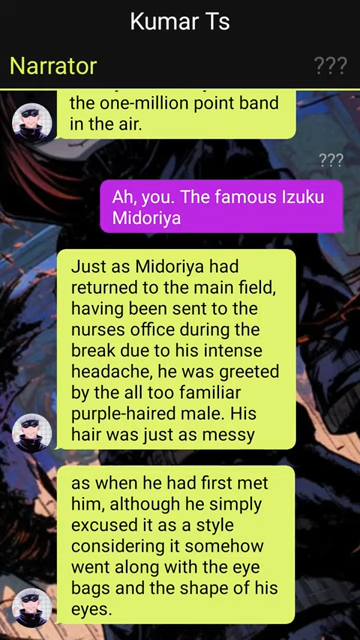 Kumar Ts
Narrator
???
the one-million point band
in the air.
???
Ah, you. The famous Izuku
Midoriya
Just as Midoriya had
returned to the main field,
having been sent to the
nurses office during the
break due to his intense
headache, he was greeted
by the all too familiar
purple-haired male. His
hair was just as messy
as when he had first met
him, although he simply
excused it as a style
considering it somehow
went along with the eye
bags and the shape of his
eyes.